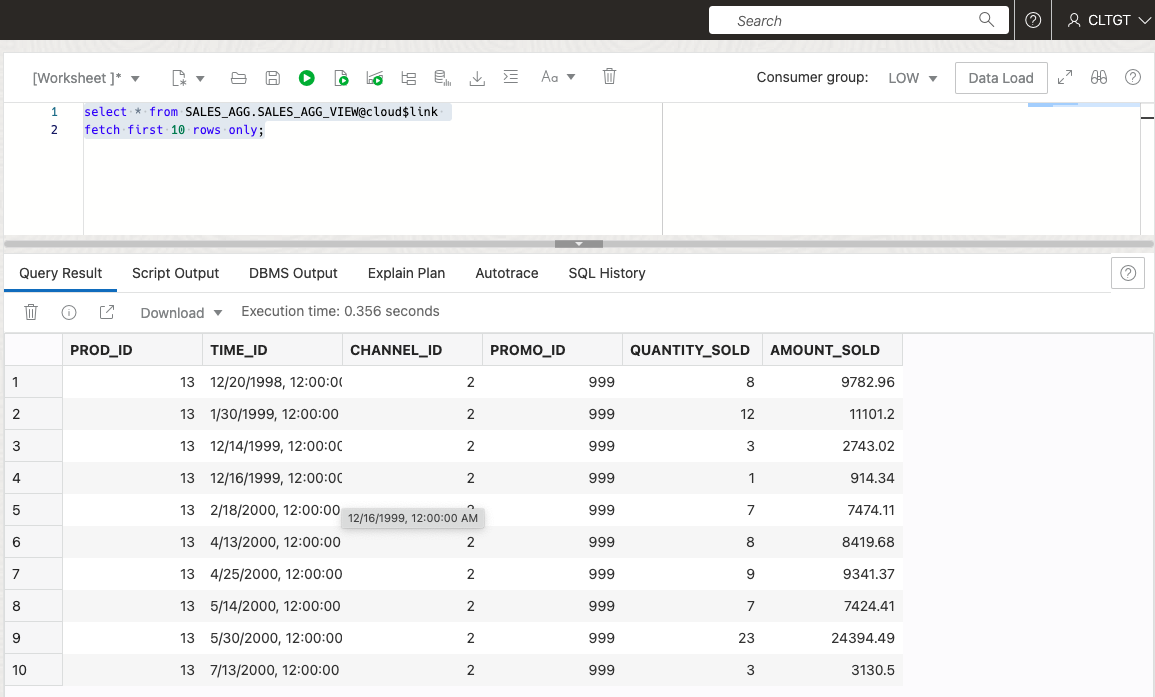 Search
CLTGT
[Worksheet ]*
Aa
Consumer group: LOW
Data Load
1 select * from SALES_AGG.SALES_AGG_VIEW@cloud$link
2 fetch first 10 rows only;
Query Result Script Output DBMS Output Explain Plan Autotrace SQL History
Download Execution time: 0.356 seconds
PROD_ID TIME_ID CHANNEL_ID PROMO_ID QUANTITY_SOLD AMOUNT_SOLD
1 13 12/20/1998, 12:00:00 2 999 8 9782.96
2 13 1/30/1999, 12:00:00 2 999 12 11101.2
3 13 12/14/1999, 12:00:00 2 999 3 2743.02
4 13 12/16/1999, 12:00:00 2 999 1 914.34
5 13 2/18/2000, 12:00:00 2 999 7 7474.11
12/16/1999, 12:00:00 AM
6 13 4/13/2000, 12:00:00 2 999 8 8419.68
7 13 4/25/2000, 12:00:00 2 999 9 9341.37
8 13 5/14/2000, 12:00:00 2 999 7 7424.41
9 13 5/30/2000, 12:00:00 2 999 23 24394.49
10 13 7/13/2000, 12:00:00 2 999 3 3130.5